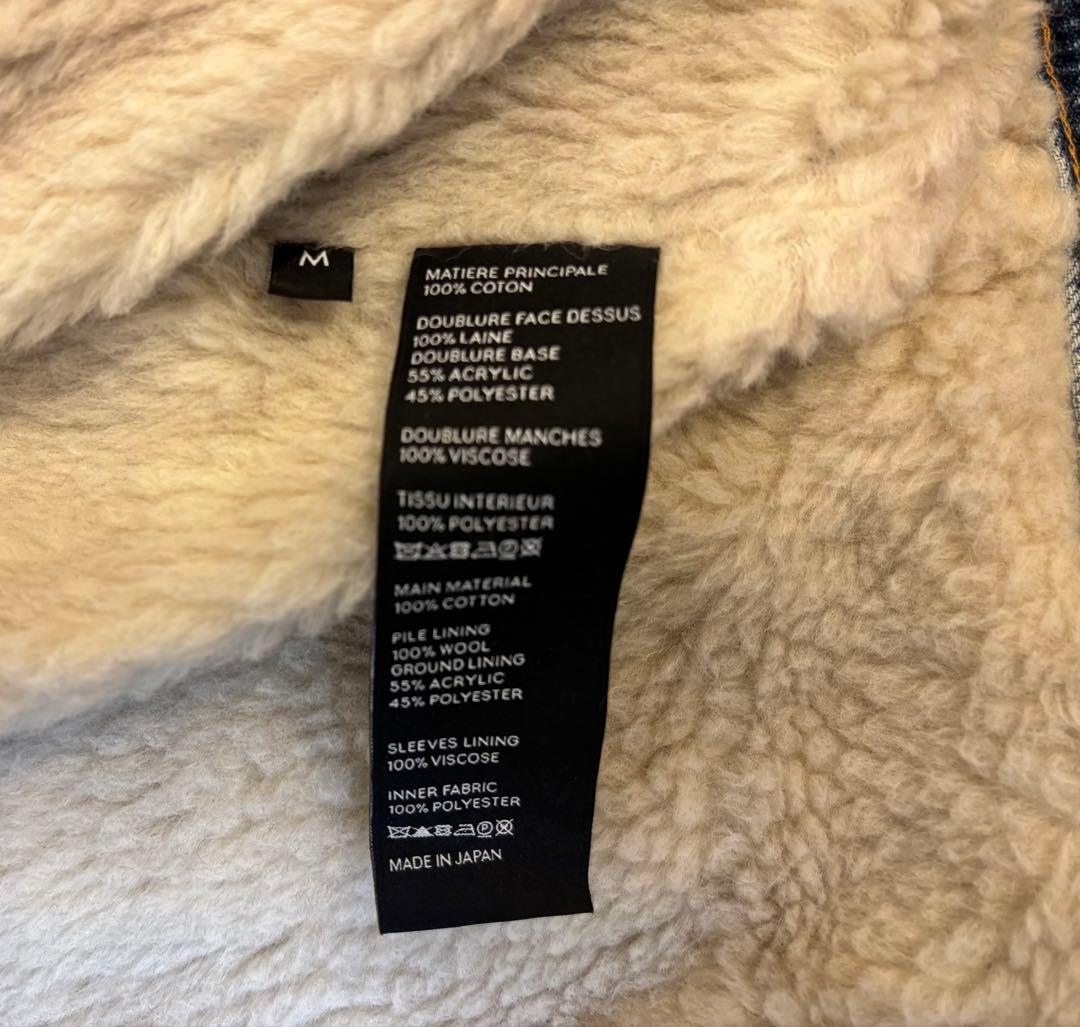 M
MATIERE PRINCIPALE
100% COTON
DOUBLURE FACE DESSUS
100% LAINE
DOUBLURE BASE
55% ACRYLIC
45% POLYESTER
DOUBLURE MANCHES
100% VISCOSE
TISSU INTERIEUR
100% POLYESTER
MAIN MATERIAL
100% COTTON
PILE LINING
100% WOOL
GROUND LINING
55% ACRYLIC
45% POLYESTER
SLEEVES LINING
100% VISCOSE
INNER FABRIC
100% POLYESTER
MADE IN JAPAN